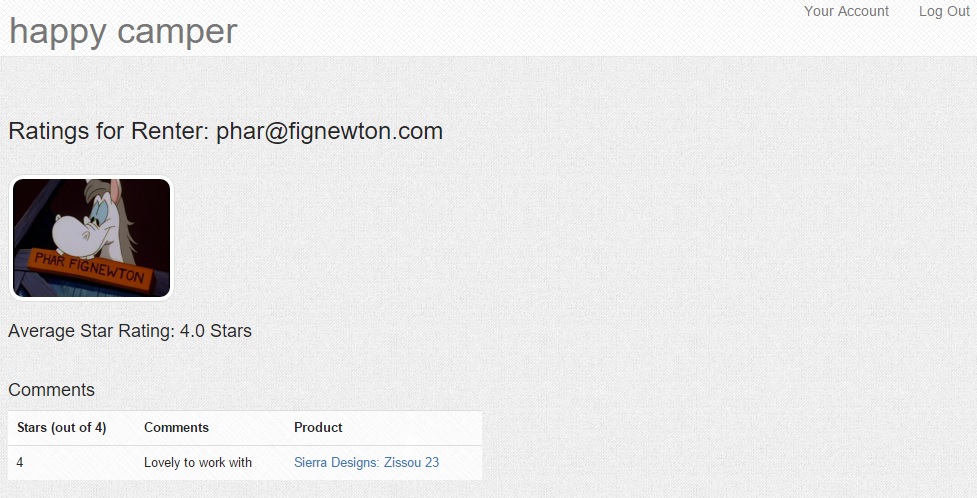 happy camper
Your Account Log Out
Ratings for Renter: phar@fignewton.com
PHAR FIGNEWTON
Average Star Rating: 4.0 Stars
Comments
Stars (out of 4) Comments Product
4 Lovely to work with Sierra Designs: Zissou 23